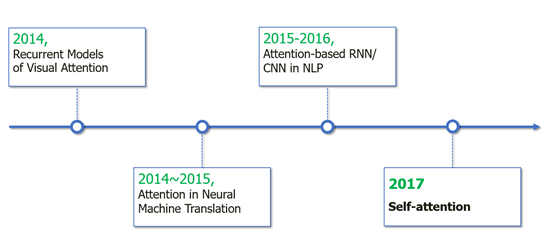 2014,
Recurrent Models
of Visual Attention
2014~2015,
Attention in Neural
Machine Translation
2015-2016,
Attention-based RNN/
CNN in NLP
2017
Self-attention